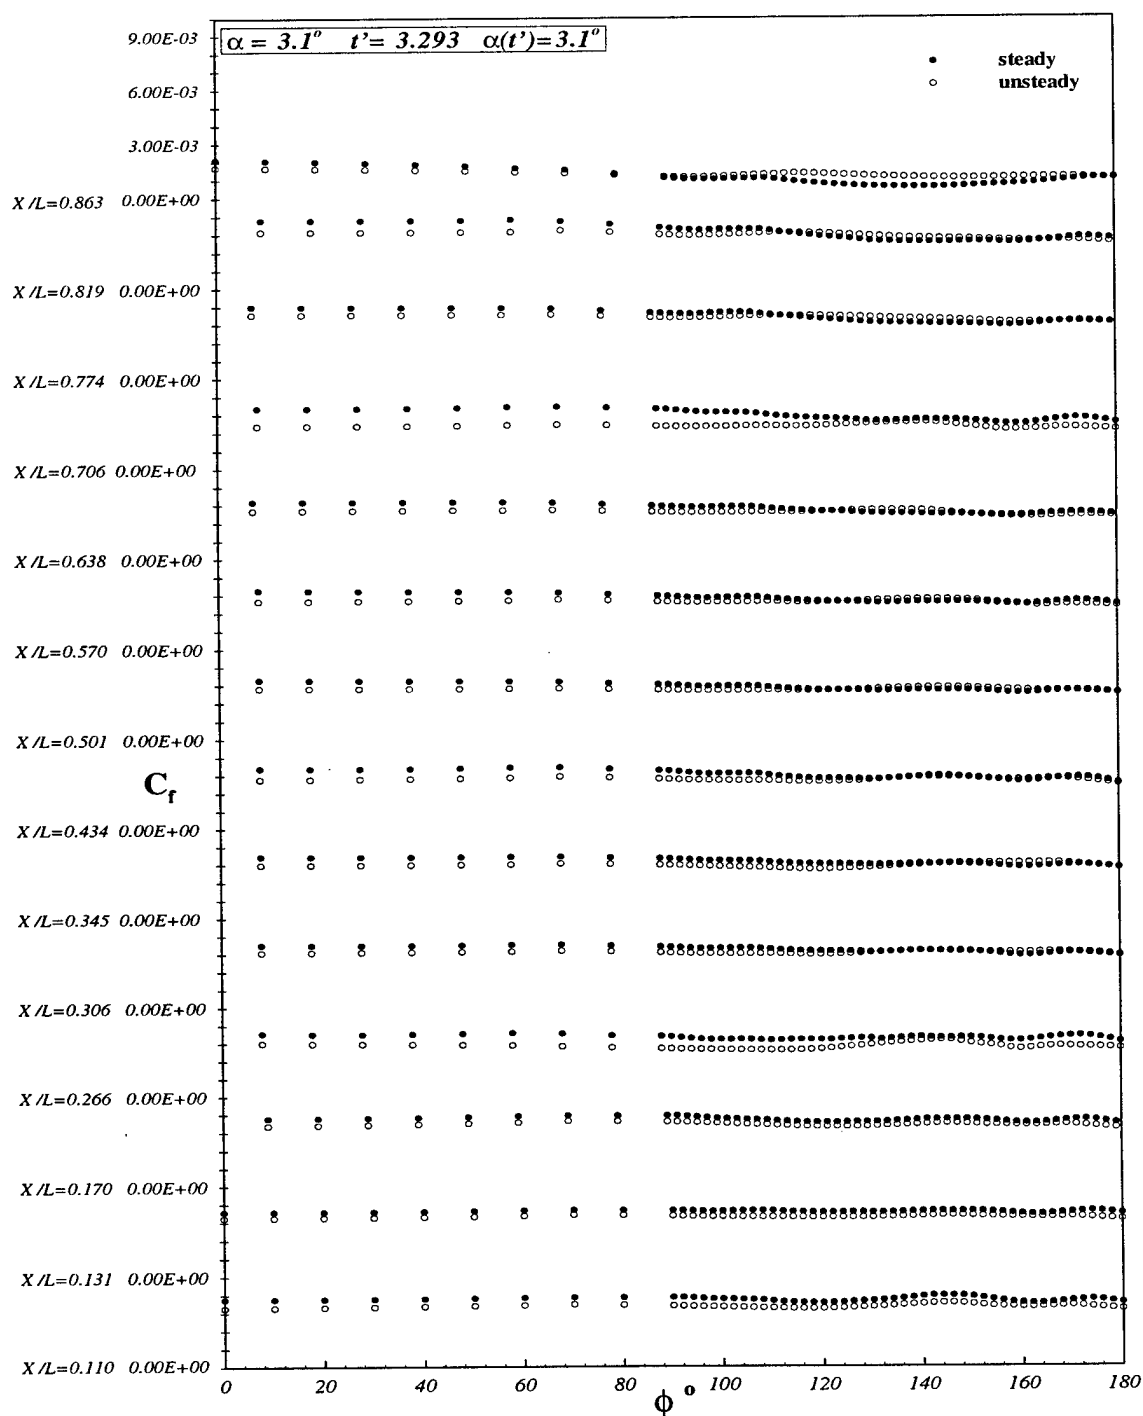 9.00E-03
α = 3.1° t'= 3.293 α(t')=3.1°
steady
6.00E-03
unsteady
3.00E-03
X/L=0.863 0.00E+00
X/L=0.819 0.00E+00
X/L=0.774 0.00E+00
X/L=0.706 0.00E+00
X/L=0.638 0.00E+00
X/L=0.570 0.00E+00
X/L=0.501 0.00E+00
Cf
X/L=0.434 0.00E+00
X/L=0.345 0.00E+00
X/L=0.306 0.00E+00
X/L=0.266 0.00E+00
X/L=0.170 0.00E+00
X/L=0.131 0.00E+00
X/L=0.110 0.00E+00
0 20 40 60 80 100 120 140 160 180
ϕ °